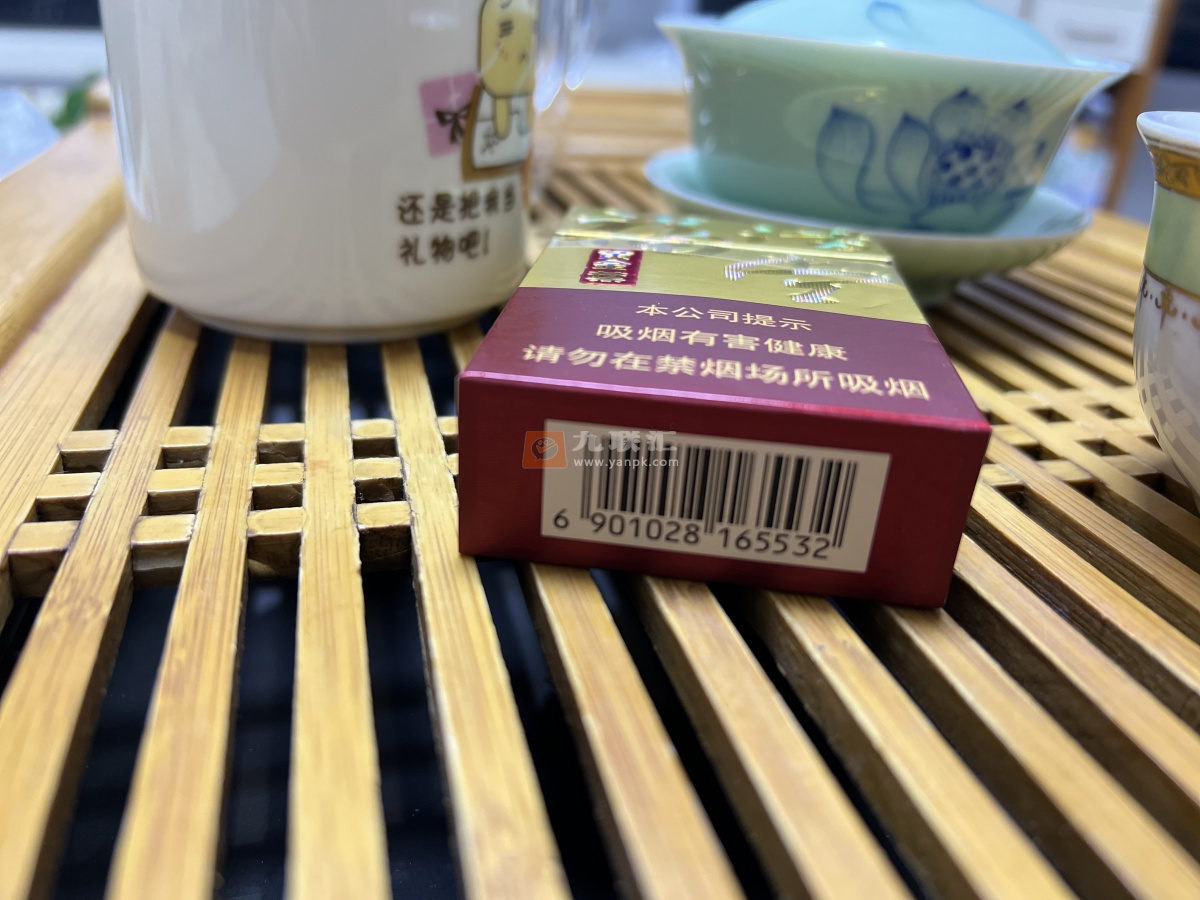 还是把我当
礼物吧!
本公司提示
吸烟有害健康
请勿在禁烟场所吸烟
九联汇
www.yanpk.com
6 901028 165532